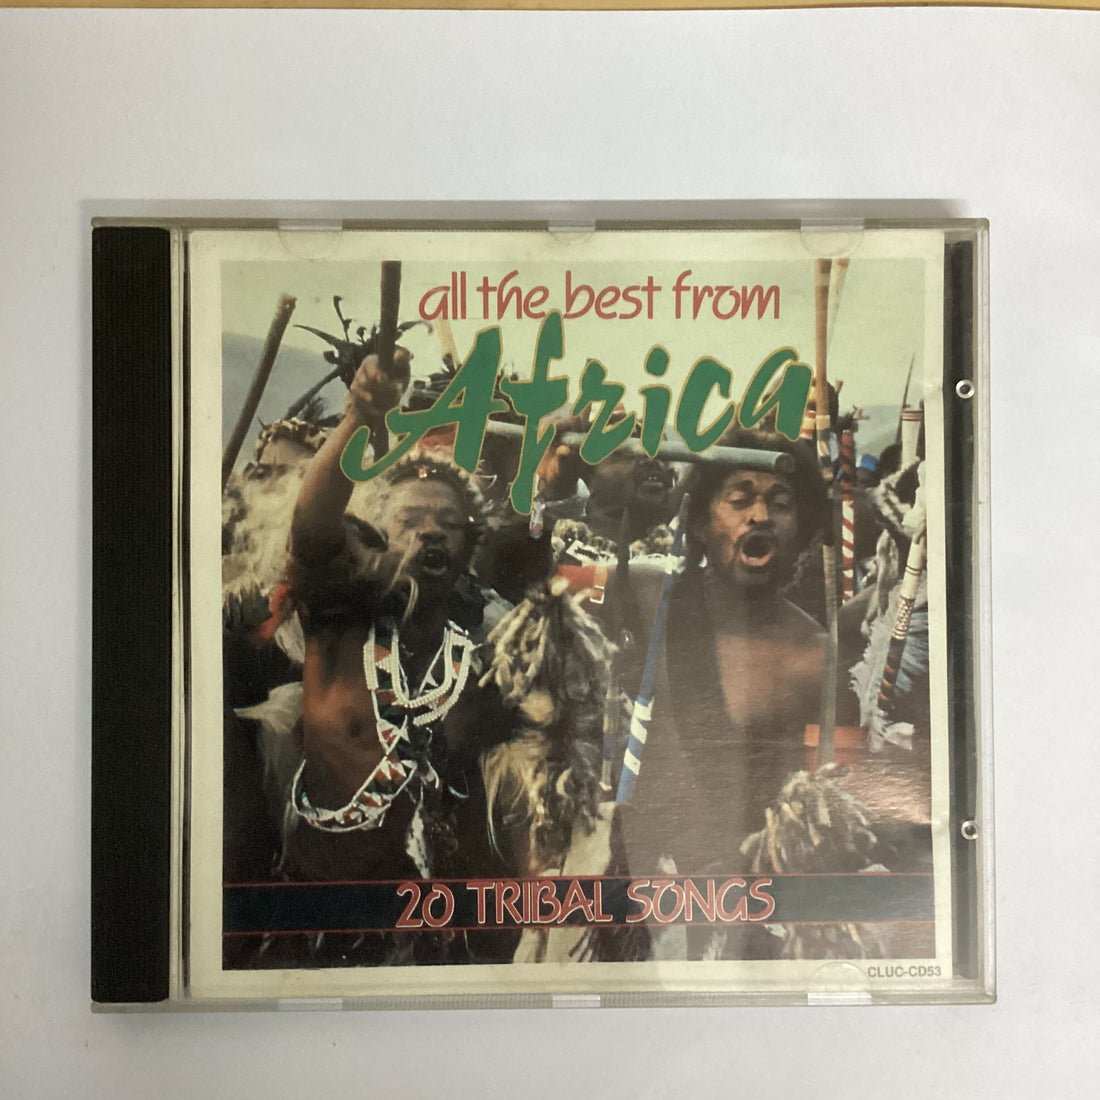 all the best from
Africa
20 TRIBAL SONGS
CLUC-CD53